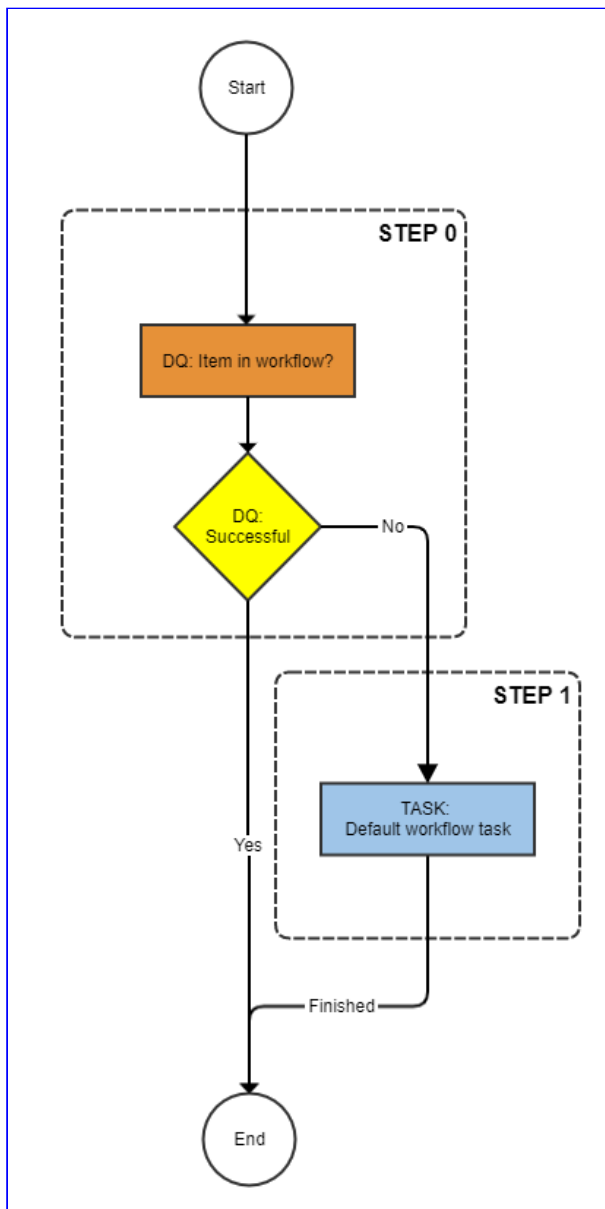 Start
STEP 0
DQ: Item in workflow?
DQ:
Successful
No
STEP 1
TASK:
Default workflow task
Yes
Finished
End